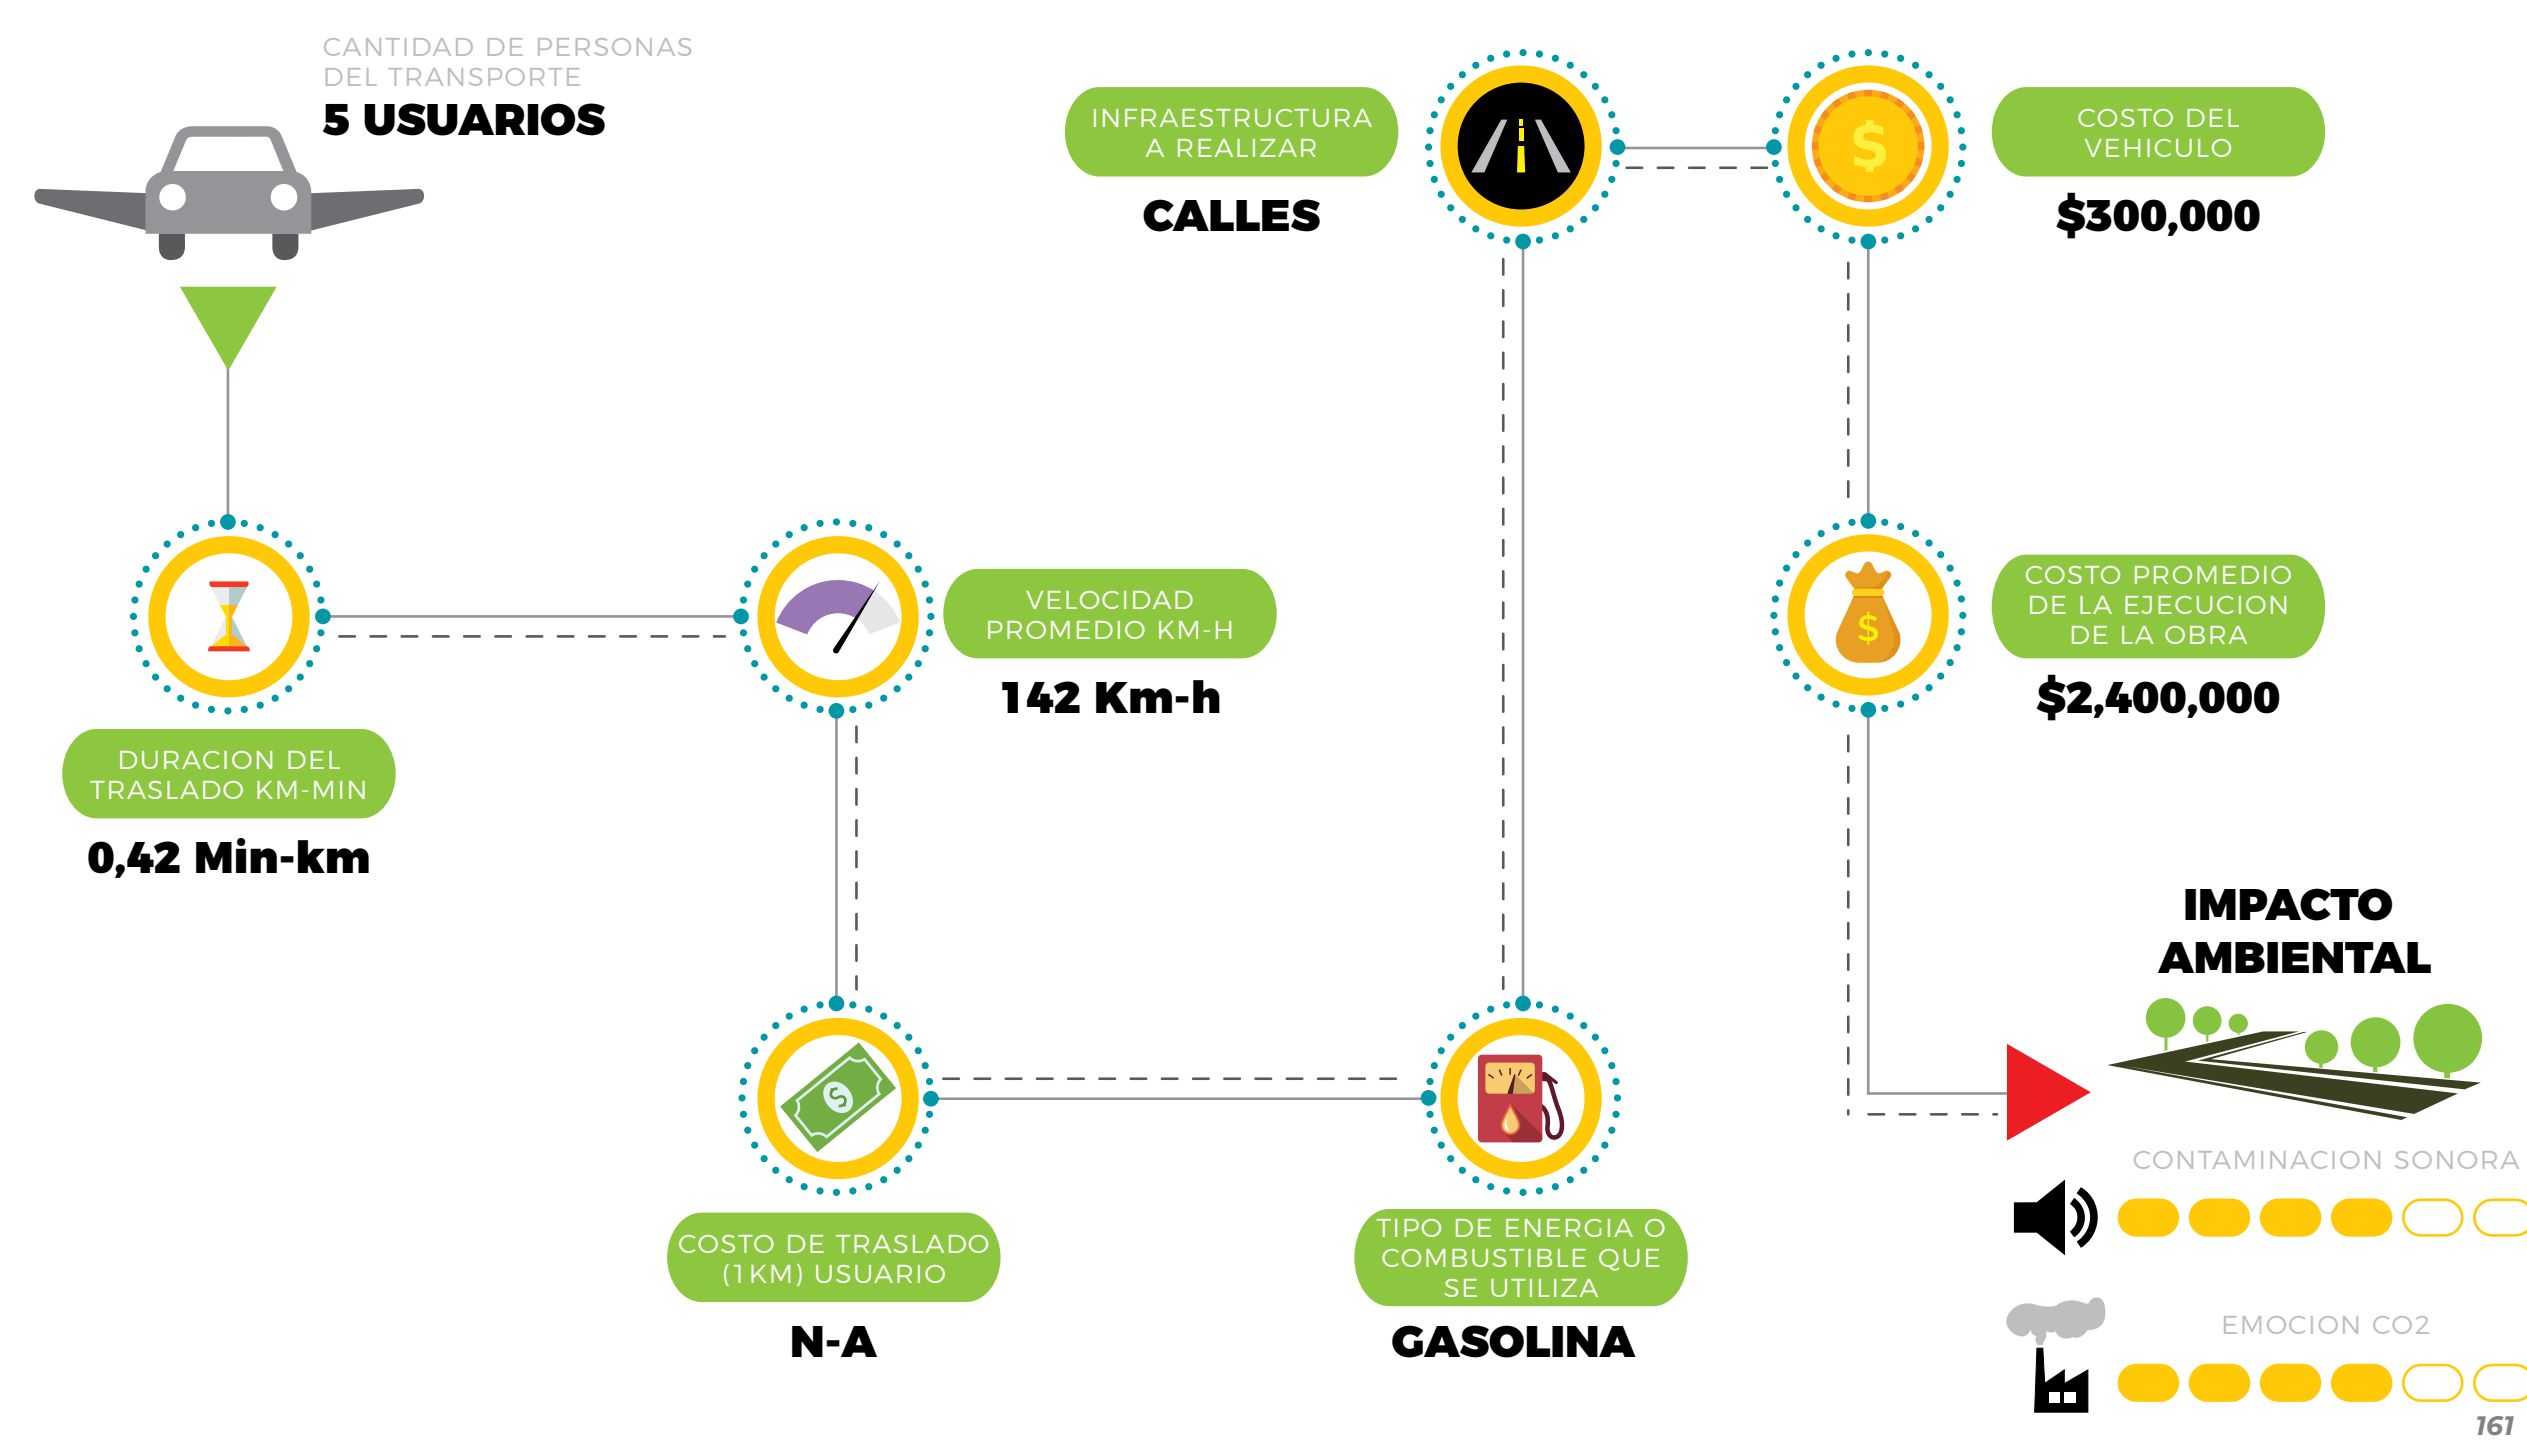 CANTIDAD DE PERSONAS
DEL TRANSPORTE
5 USUARIOS
DURACION DEL
TRASLADO KM-MIN
0,42 Min-km
VELOCIDAD
PROMEDIO KM-H
142 Km-h
COSTO DE TRASLADO
(1KM) USUARIO
N-A
TIPO DE ENERGIA O
COMBUSTIBLE QUE
SE UTILIZA
GASOLINA
INFRAESTRUCTURA
A REALIZAR
CALLES
$
COSTO DEL
VEHICULO
$300,000
$
COSTO PROMEDIO
DE LA EJECUCION
DE LA OBRA
$2,400,000
IMPACTO
AMBIENTAL
CONTAMINACION SONORA
EMOCION CO2
161